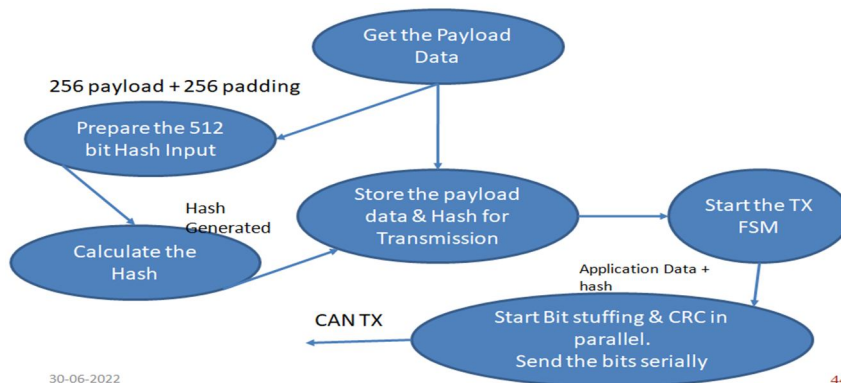 Get the Payload
Data
256 payload + 256 padding
Prepare the 512
bit Hash Input
Hash
Generated
Store the payload
data & Hash for
Transmission
Start the TX
FSM
Calculate the
Hash
Application Data +
hash
Start Bit stuffing & CRC in
parallel.
Send the bits serially
CAN TX
30-06-2022